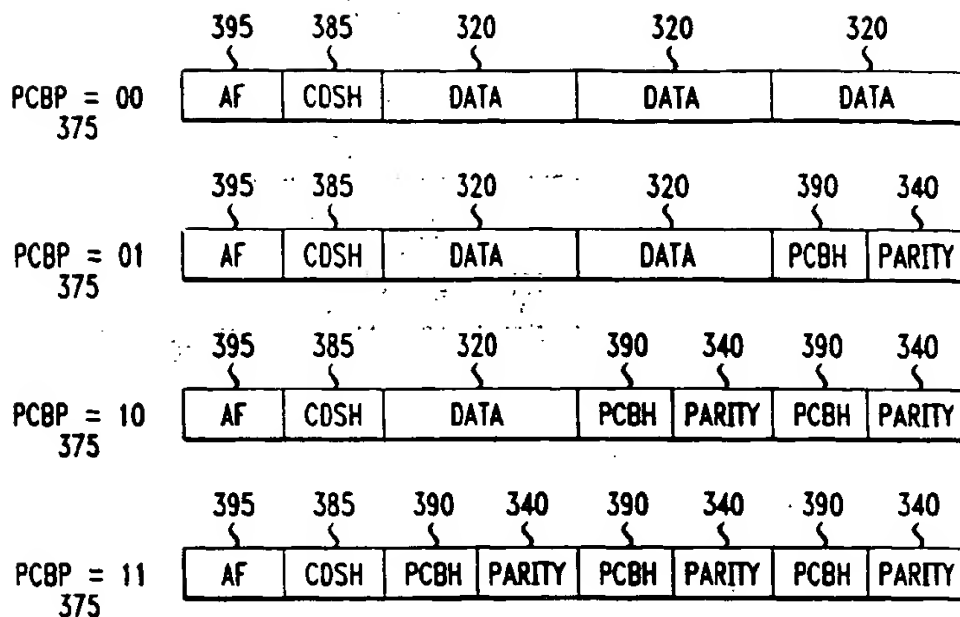 395 385 320 320 320
PCBP = 00 AF CDSH DATA DATA DATA
375
395 385 320 320 390 340
PCBP = 01 AF CDSH DATA DATA PCBH PARITY
375
395 385 320 390 340 390 340
PCBP = 10 AF CDSH DATA PCBH PARITY PCBH PARITY
375
395 385 390 340 390 340 390 340
PCBP = 11 AF CDSH PCBH PARITY PCBH PARITY PCBH PARITY
375